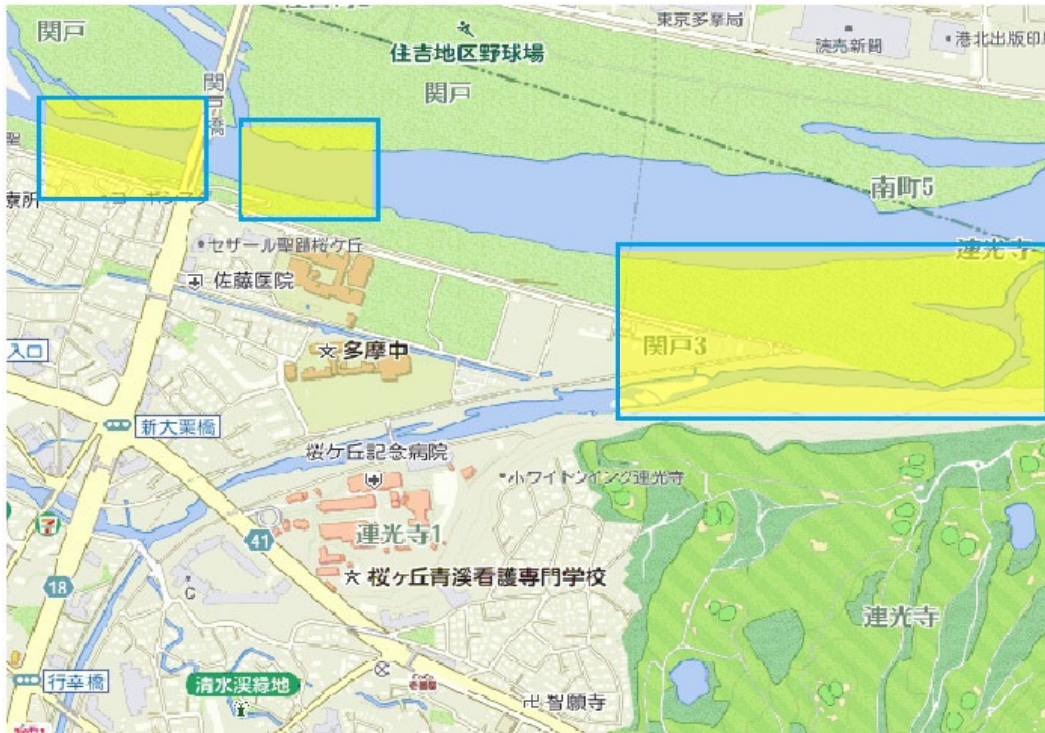 関戸
東京多摩局
読売新聞
港北出版印
住吉地区野球場
関戸
関戸橋
聖
南町5
連光寺
セザール聖蹟桜ケ丘
佐藤医院
関戸3
多摩中
入口
新大栗橋
桜ケ丘記念病院
ホワイトウイング連光寺
41
連光寺1
桜ヶ丘青溪看護専門学校
18
連光寺
行幸橋
清水渓緑地
智願寺